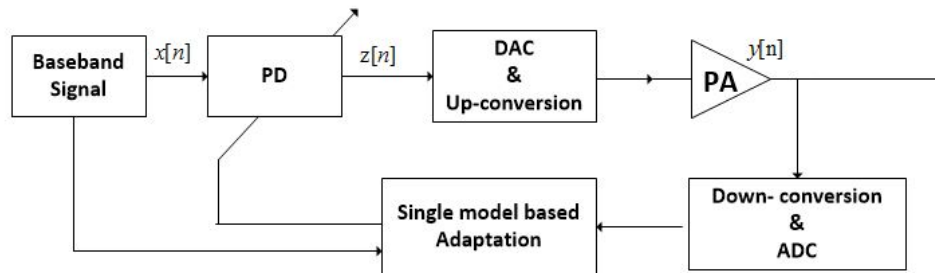 Baseband
Signal
x[n]
PD
z[n]
DAC
&
Up-conversion
PA
y[n]
Single model based
Adaptation
Down- conversion
&
ADC